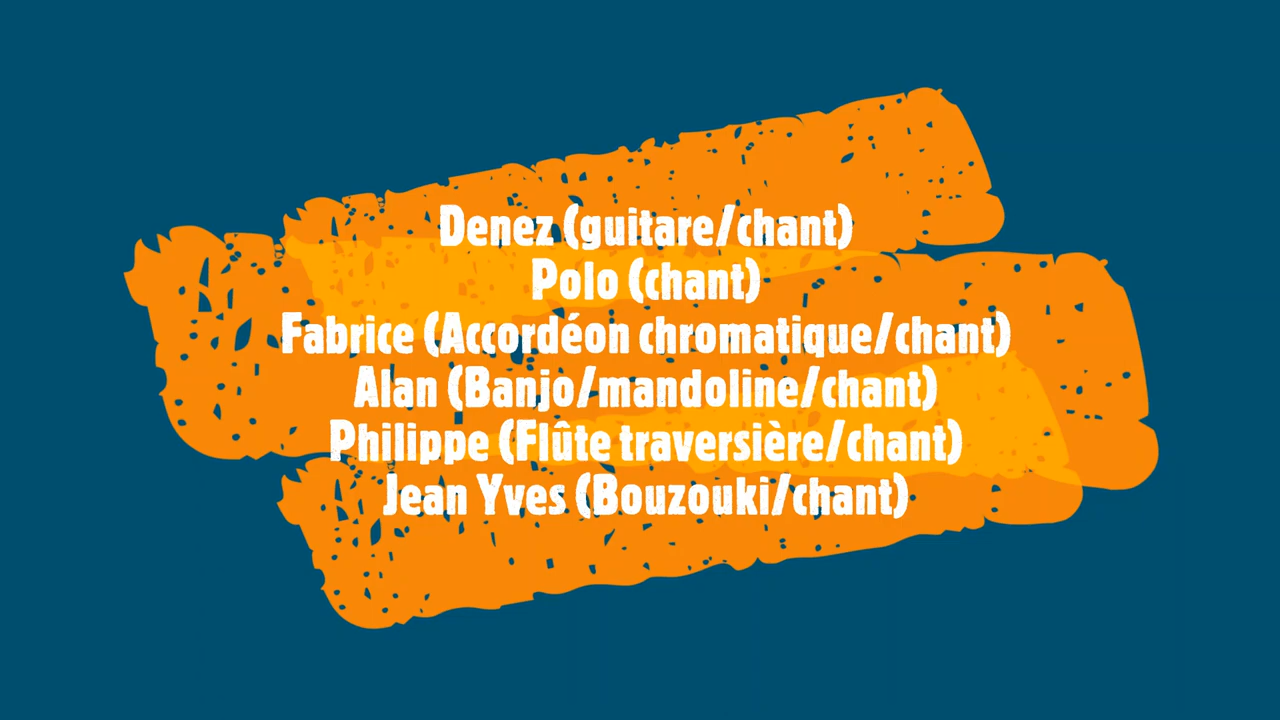 Denez (guitare/chant)
Polo (chant)
Fabrice (Accordéon chromatique/chant)
Alan (Banjo/mandoline/chant)
Philippe (Flûte traversière/chant)
Jean Yves (Bouzouki/chant)